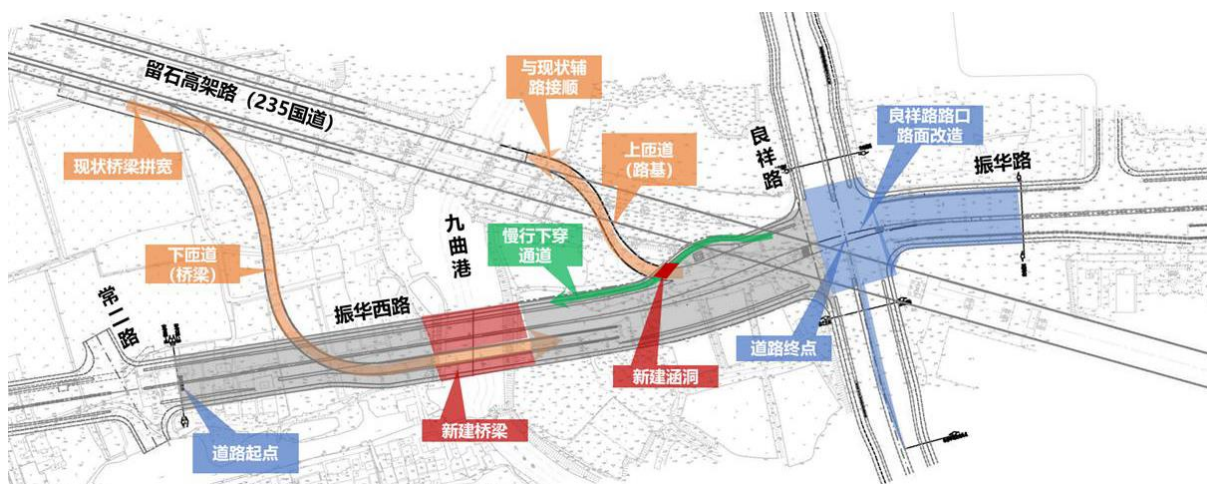 留石高架路（235国道）
与现状辅
路接顺
上匝道
（路基）
良祥路
良祥路路口
路面改造
振华路
现状桥梁拼宽
下匝道
（桥梁）
九曲港
慢行下穿
通道
常二路
振华西路
道路起点
新建桥梁
新建涵洞
道路终点